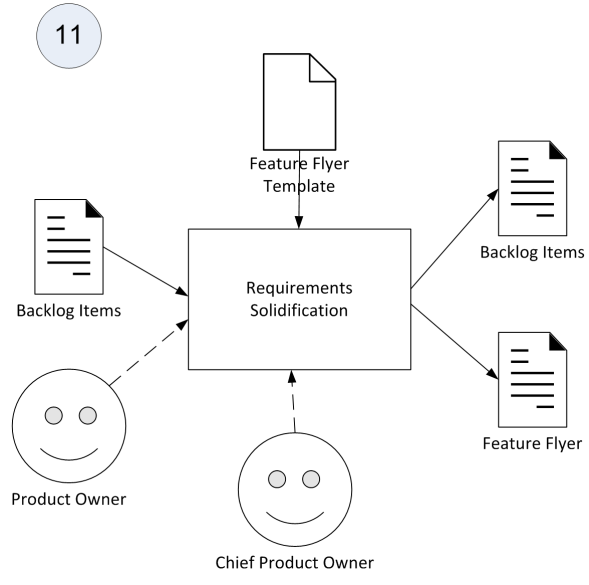 11
Feature Flyer
Template
Backlog Items
Requirements
Solidification
Backlog Items
Product Owner
Feature Flyer
Chief Product Owner